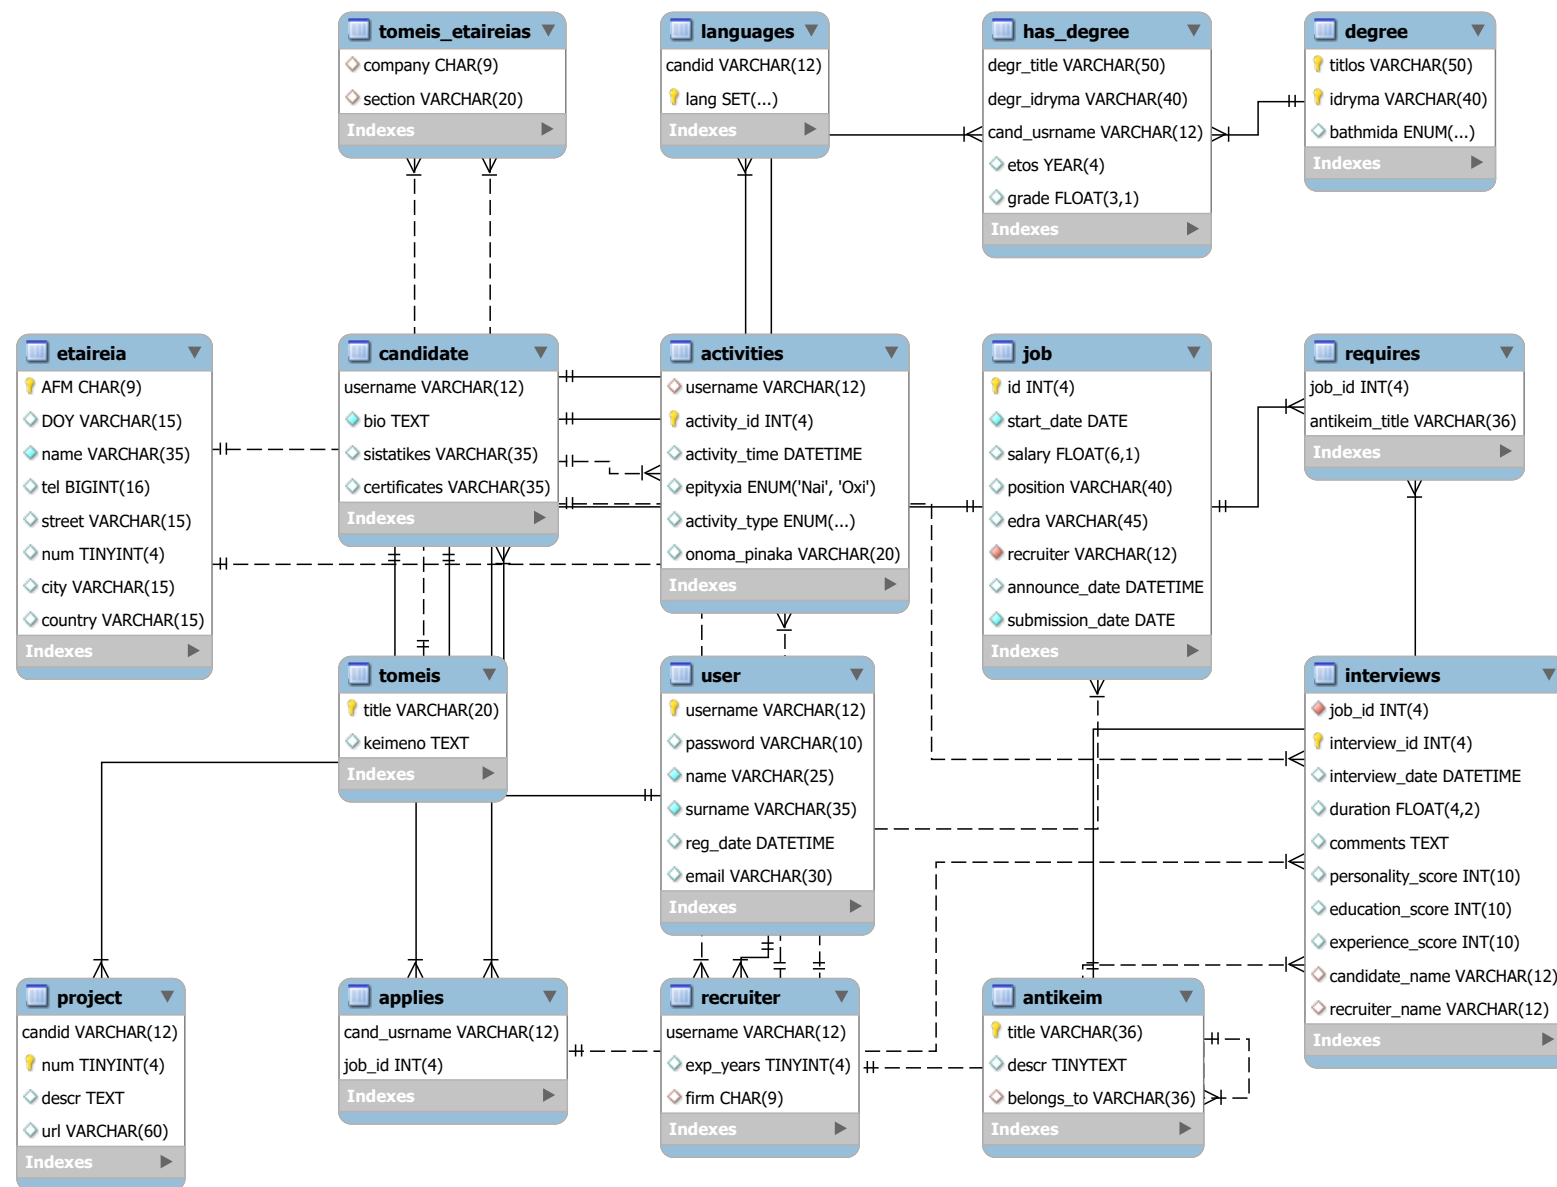 tomeis_etaireias
company CHAR(9)
section VARCHAR(20)
Indexes
languages
candid VARCHAR(12)
lang SET(...)
Indexes
has_degree
degr_title VARCHAR(50)
degr_idryma VARCHAR(40)
cand_usrname VARCHAR(12)
etos YEAR(4)
grade FLOAT(3,1)
Indexes
degree
titlos VARCHAR(50)
idryma VARCHAR(40)
bathmida ENUM(...)
Indexes
etaireia
AFM CHAR(9)
DOY VARCHAR(15)
name VARCHAR(35)
tel BIGINT(16)
street VARCHAR(15)
num TINYINT(4)
city VARCHAR(15)
country VARCHAR(15)
Indexes
candidate
username VARCHAR(12)
bio TEXT
sistatikes VARCHAR(35)
certificates VARCHAR(35)
Indexes
activities
username VARCHAR(12)
activity_id INT(4)
activity_time DATETIME
epityxia ENUM('Nai', 'Oxi')
activity_type ENUM(...)
onoma_pinaka VARCHAR(20)
Indexes
job
id INT(4)
start_date DATE
salary FLOAT(6,1)
position VARCHAR(40)
edra VARCHAR(45)
recruiter VARCHAR(12)
announce_date DATETIME
submission_date DATE
Indexes
requires
job_id INT(4)
antikeim_title VARCHAR(36)
Indexes
tomeis
title VARCHAR(20)
keimeno TEXT
Indexes
user
username VARCHAR(12)
password VARCHAR(10)
name VARCHAR(25)
surname VARCHAR(35)
reg_date DATETIME
email VARCHAR(30)
Indexes
interviews
job_id INT(4)
interview_id INT(4)
interview_date DATETIME
duration FLOAT(4,2)
comments TEXT
personality_score INT(10)
education_score INT(10)
experience_score INT(10)
candidate_name VARCHAR(12)
recruiter_name VARCHAR(12)
Indexes
project
candid VARCHAR(12)
num TINYINT(4)
descr TEXT
url VARCHAR(60)
Indexes
applies
cand_usrname VARCHAR(12)
job_id INT(4)
Indexes
recruiter
username VARCHAR(12)
exp_years TINYINT(4)
firm CHAR(9)
Indexes
antikeim
title VARCHAR(36)
descr TINYTEXT
belongs_to VARCHAR(36)
Indexes